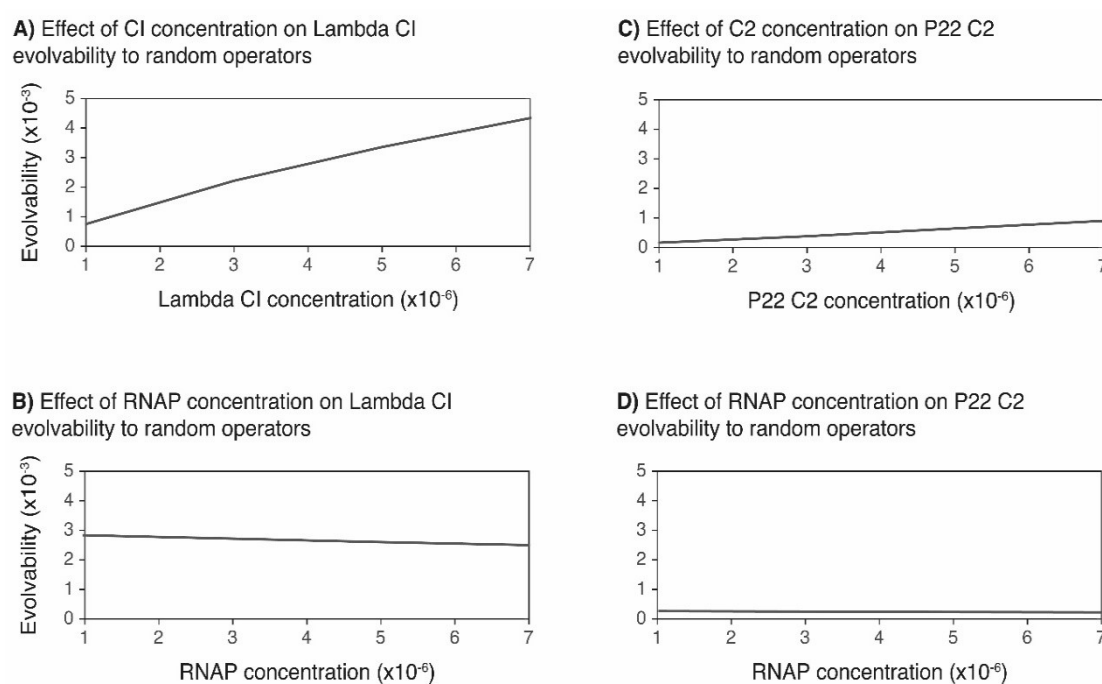 A) Effect of CI concentration on Lambda CI
evolvability to random operators
5
4
3
2
1
0
Evolvability (x10⁻³)
1 2 3 4 5 6 7
Lambda CI concentration (x10⁻⁶)
C) Effect of C2 concentration on P22 C2
evolvability to random operators
5
4
3
2
1
0
1 2 3 4 5 6 7
P22 C2 concentration (x10⁻⁶)
B) Effect of RNAP concentration on Lambda CI
evolvability to random operators
5
4
3
2
1
0
Evolvability (x10⁻³)
1 2 3 4 5 6 7
RNAP concentration (x10⁻⁶)
D) Effect of RNAP concentration on P22 C2
evolvability to random operators
5
4
3
2
1
0
1 2 3 4 5 6 7
RNAP concentration (x10⁻⁶)